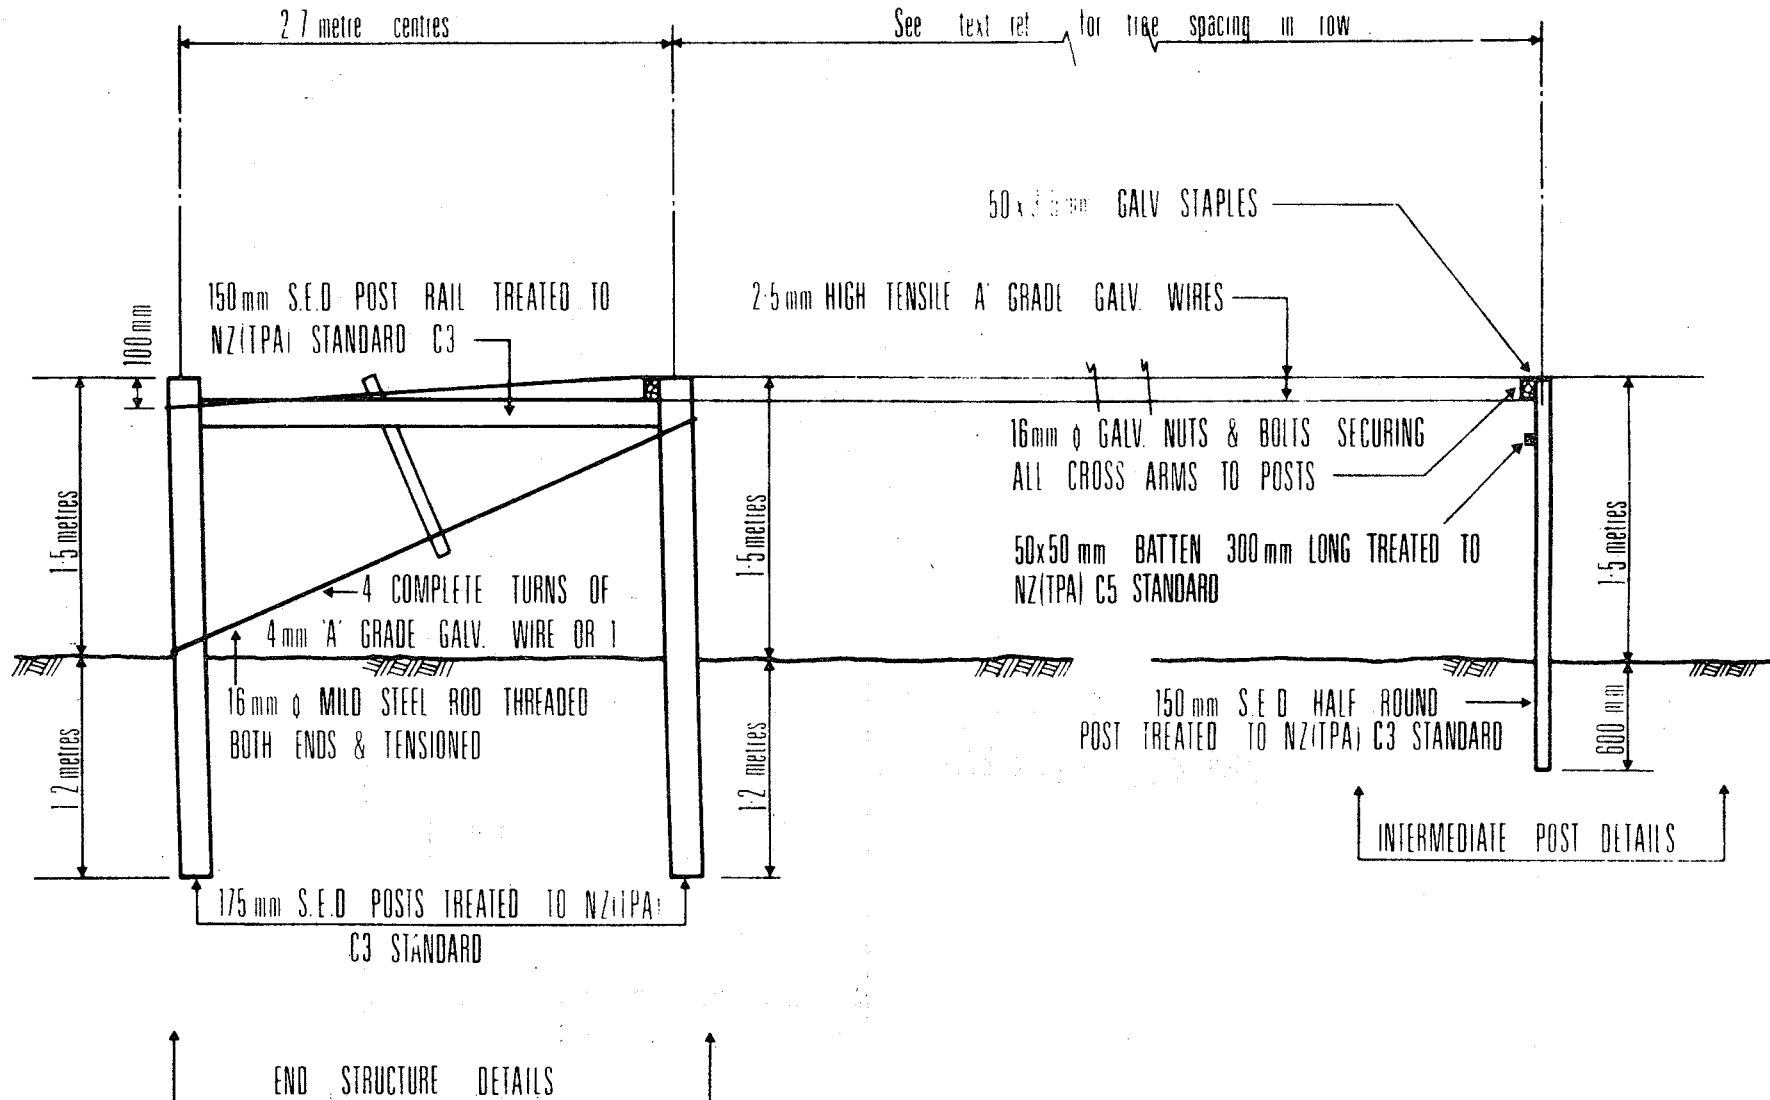 2·7 metre centres
See text ref for tree spacing in row
50 x 3·5 mm GALV STAPLES
150mm S.E.D POST RAIL TREATED TO
NZ(TPA) STANDARD C3
2·5mm HIGH TENSILE 'A' GRADE GALV. WIRES
100mm
16mm ϕ GALV. NUTS & BOLTS SECURING
ALL CROSS ARMS TO POSTS
50x50 mm BATTEN 300mm LONG TREATED TO
NZ(TPA) C5 STANDARD
1·5 metres
1·5 metres
1·5 metres
4 COMPLETE TURNS OF
4mm 'A' GRADE GALV. WIRE OR 1
16mm ϕ MILD STEEL ROD THREADED
BOTH ENDS & TENSIONED
150mm S.E.D HALF ROUND
POST TREATED TO NZ(TPA) C3 STANDARD
1·2 metres
1·2 metres
600 mm
INTERMEDIATE POST DETAILS
175mm S.E.D POSTS TREATED TO NZ(TPA)
C3 STANDARD
END STRUCTURE DETAILS